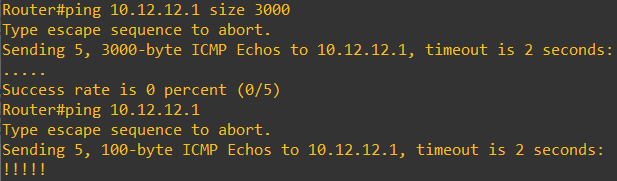 Router#ping 10.12.12.1 size 3000
Type escape sequence to abort.
Sending 5, 3000-byte ICMP Echos to 10.12.12.1, timeout is 2 seconds:
.....
Success rate is 0 percent (0/5)
Router#ping 10.12.12.1
Type escape sequence to abort.
Sending 5, 100-byte ICMP Echos to 10.12.12.1, timeout is 2 seconds:
!!!!!